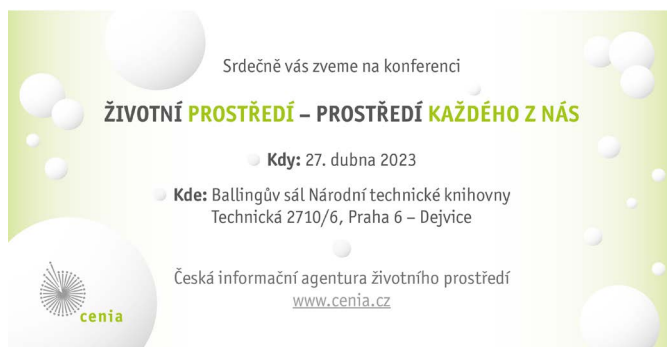 Srdečně vás zveme na konferenci
ŽIVOTNÍ PROSTŘEDÍ – PROSTŘEDÍ KAŽDÉHO Z NÁS
Kdy: 27. dubna 2023
Kde: Ballingův sál Národní technické knihovny
Technická 2710/6, Praha 6 – Dejvice
Česká informační agentura životního prostředí
www.cenia.cz
cenia